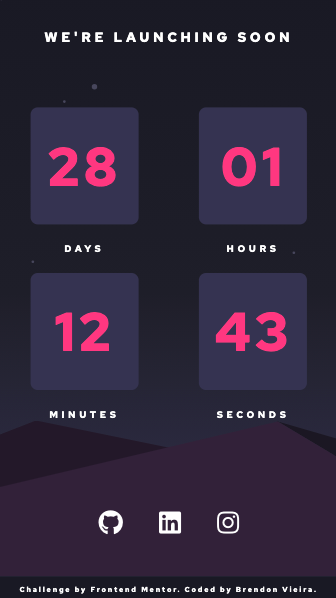 WE'RE LAUNCHING SOON
28 01
DAYS HOURS
12 43
MINUTES SECONDS
in
Challenge by Frontend Mentor. Coded by Brendon Vieira.